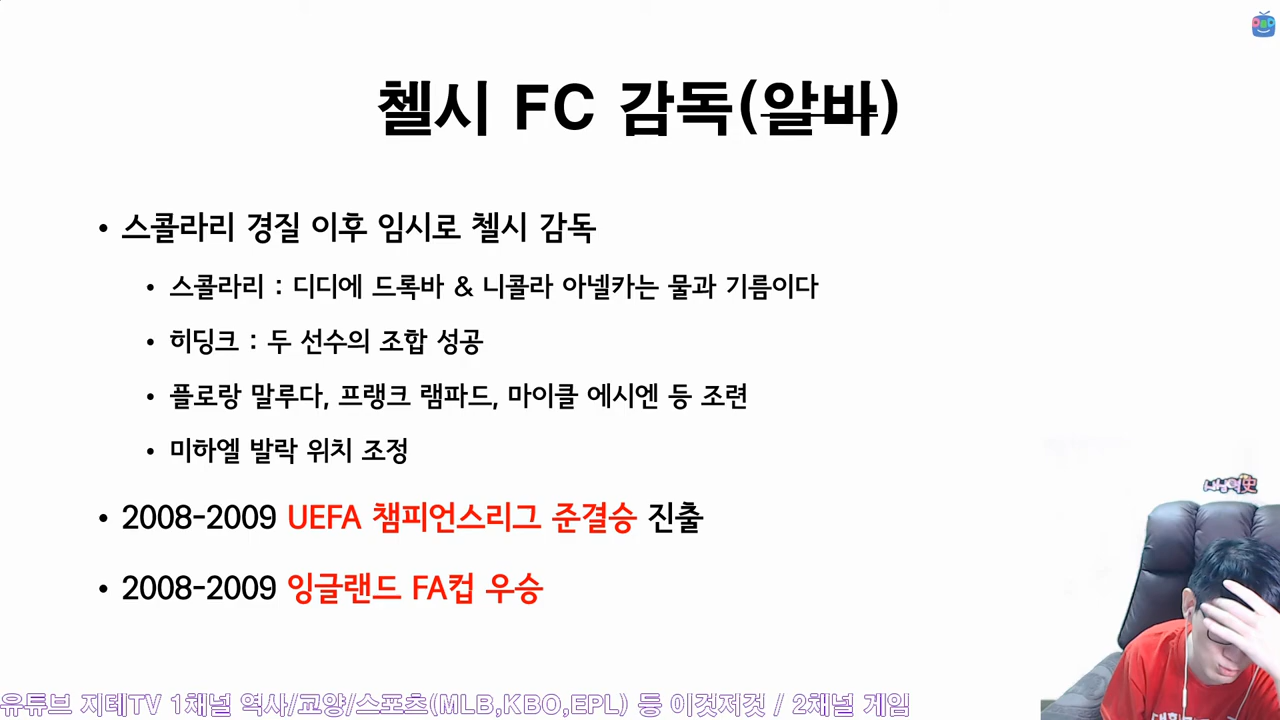 첼시 FC 감독(알바)
• 스콜라리 경질 이후 임시로 첼시 감독
• 스콜라리 : 디디에 드록바 & 니콜라 아넬카는 물과 기름이다
• 히딩크 : 두 선수의 조합 성공
• 플로랑 말루다, 프랭크 램파드, 마이클 에시엔 등 조련
• 미하엘 발락 위치 조정
• 2008-2009 UEFA 챔피언스리그 준결승 진출
• 2008-2009 잉글랜드 FA컵 우승
유튜브 지테TV 1채널 역사/교양/스포츠(MLB,KBO,EPL) 등 이것저것 / 2채널 게임